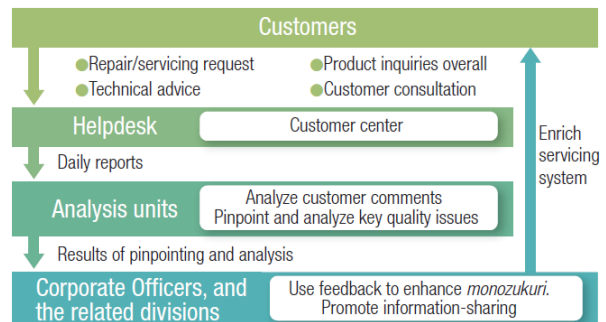 Customers
●Repair/servicing request
●Product inquiries overall
●Technical advice
●Customer consultation
Helpdesk
Customer center
Enrich
servicing
system
Daily reports
Analysis units
Analyze customer comments
Pinpoint and analyze key quality issues
Results of pinpointing and analysis
Corporate Officers, and
the related divisions
Use feedback to enhance monozukuri.
Promote information-sharing